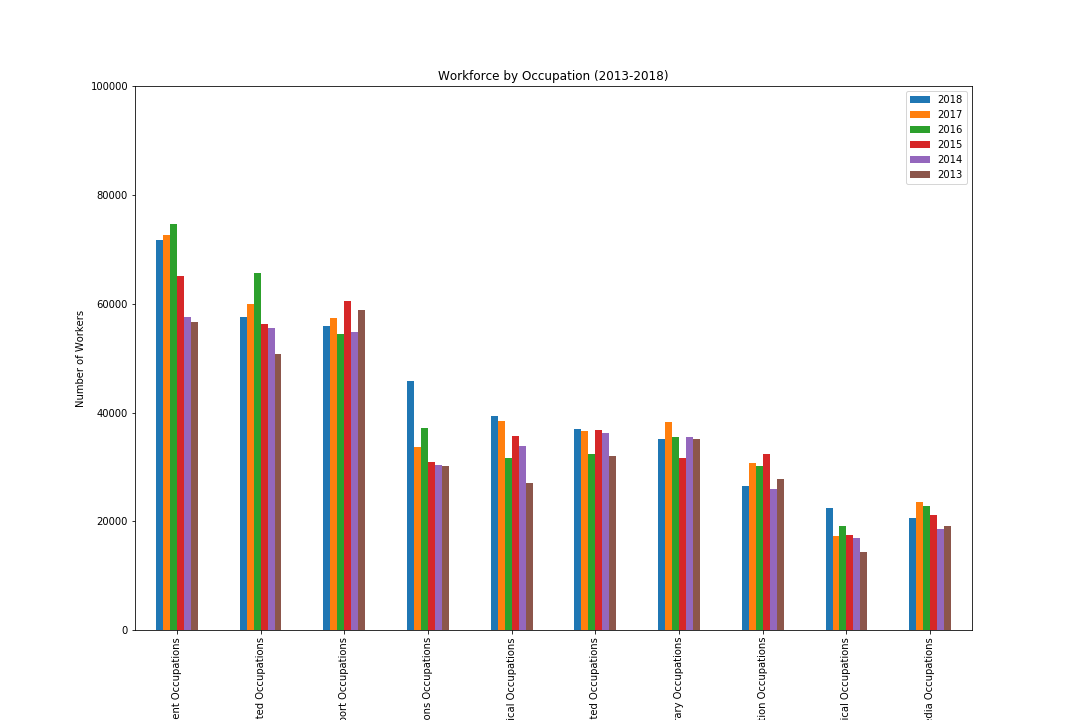 Workforce by Occupation (2013-2018)
100000
80000
60000
40000
20000
0
Number of Workers
2018
2017
2016
2015
2014
2013
ent Occupations
ted Occupations
port Occupations
ons Occupations
ical Occupations
ted Occupations
rary Occupations
tion Occupations
ical Occupations
edia Occupations